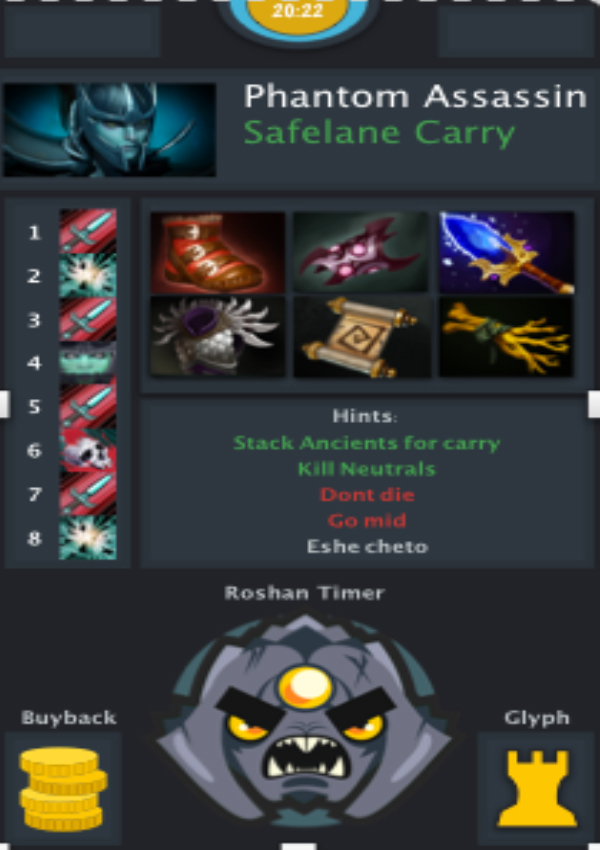 20:22
Phantom Assassin
Safelane Carry
1
2
3
4
5
6
7
8
Hints:
Stack Ancients for carry
Kill Neutrals
Dont die
Go mid
Eshe cheto
Roshan Timer
Buyback
Glyph